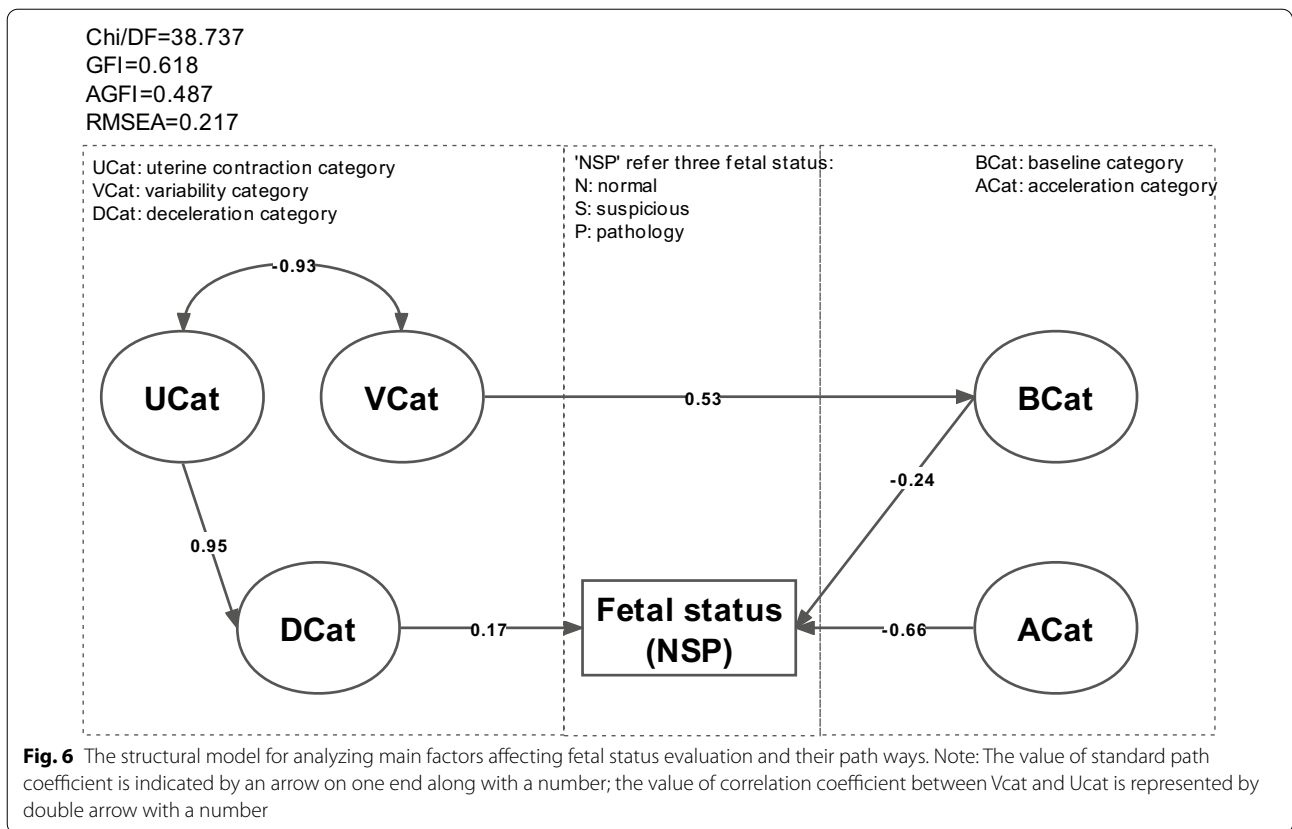 Chi/DF=38.737
GFI=0.618
AGFI=0.487
RMSEA=0.217
UCat: uterine contraction category
VCat: variability category
DCat: deceleration category
'NSP' refer three fetal status:
N: normal
S: suspicious
P: pathology
BCat: baseline category
ACat: acceleration category
-0.93
UCat
VCat
0.53
BCat
-0.24
0.95
DCat
0.17
Fetal status
(NSP)
-0.66
ACat
Fig. 6 The structural model for analyzing main factors affecting fetal status evaluation and their path ways. Note: The value of standard path
coefficient is indicated by an arrow on one end along with a number; the value of correlation coefficient between Vcat and Ucat is represented by
double arrow with a number